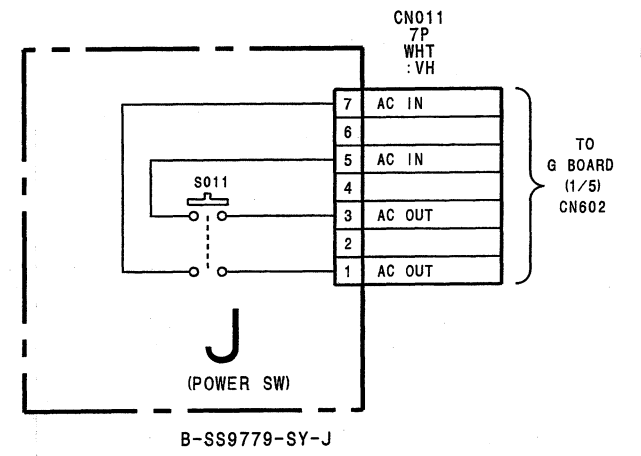 CN011
7P
WHT
:VH
7 AC IN
6
5 AC IN
4
3 AC OUT
2
1 AC OUT
TO
G BOARD
(1/5)
CN602
S011
J
(POWER SW)
B-SS9779-SY-J